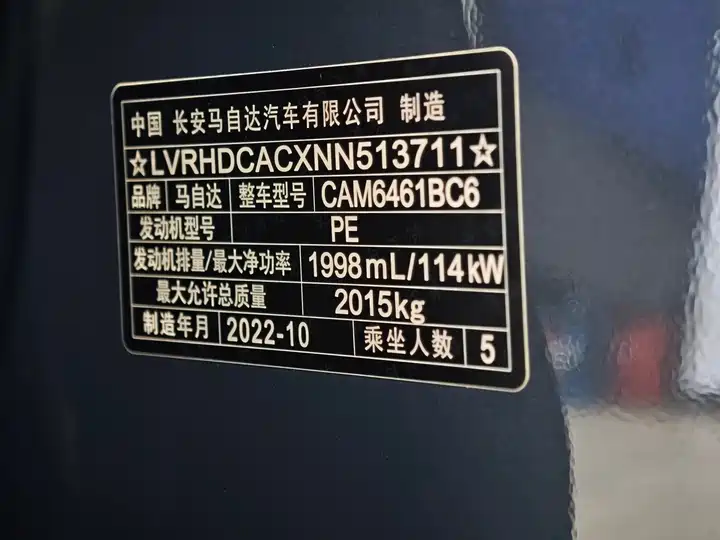 中国 长安马自达汽车有限公司 制造
☆LVRHDCACXNN513711☆
品牌 马自达 整车型号 CAM6461BC6
发动机型号 PE
发动机排量/最大净功率 1998mL/114kW
最大允许总质量 2015kg
制造年月 2022-10 乘坐人数 5